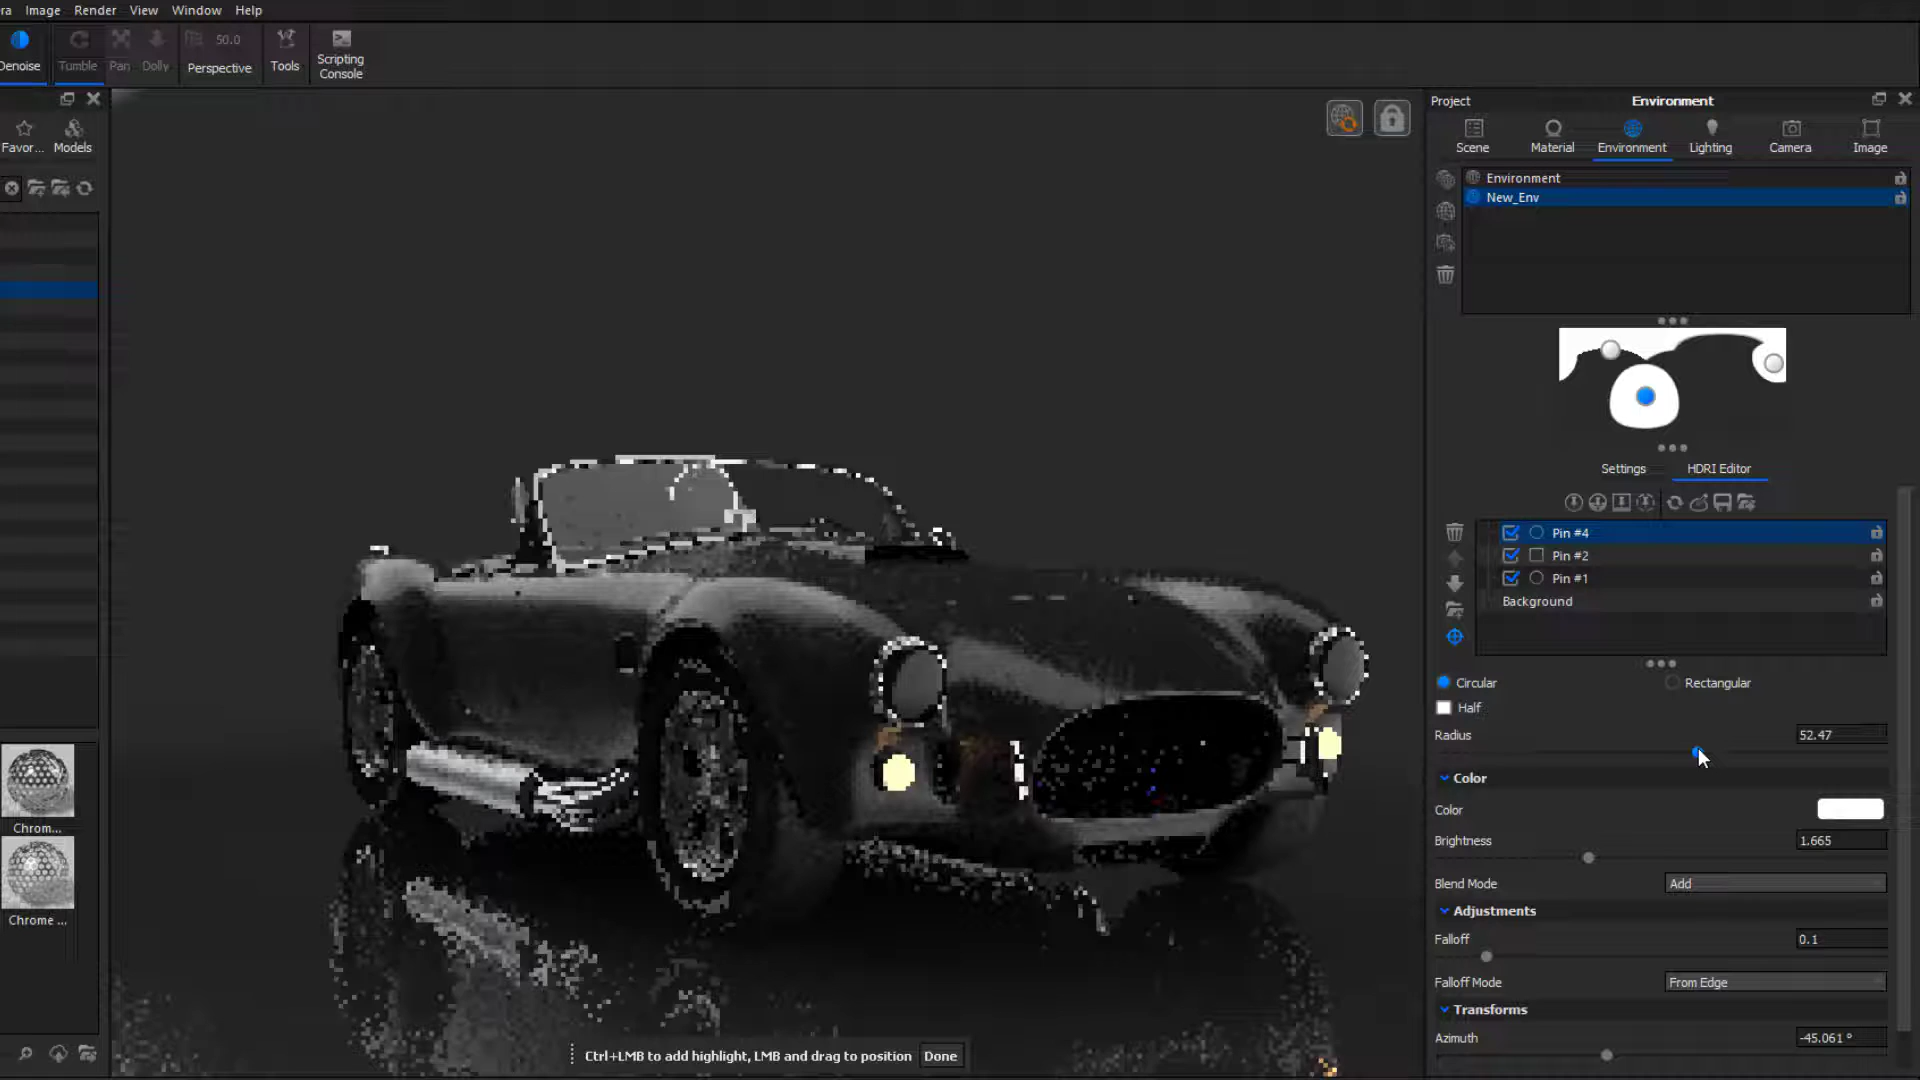 ra Image Render View Window Help
Denoise
Tumble
Pan
Dolly
50.0
Perspective
Tools
Scripting
Console
Favor...
Models
Chrom...
Chrome ...
Ctrl+LMB to add highlight, LMB and drag to position Done
Project
Environment
Scene
Material
Environment
Lighting
Camera
Image
Environment
New_Env
Settings
HDRI Editor
Pin #4
Pin #2
Pin #1
Background
Circular
Rectangular
Half
Radius 52.47
Color
Color
Brightness 1.665
Blend Mode Add
Adjustments
Falloff 0.1
Falloff Mode From Edge
Transforms
Azimuth -45.061 °